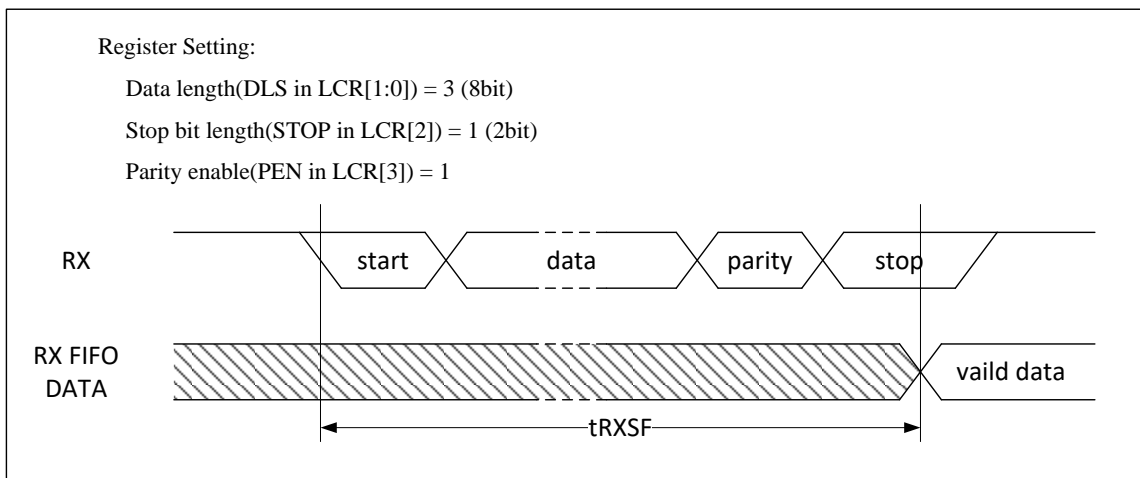 Register Setting:
Data length(DLS in LCR[1:0]) = 3 (8bit)
Stop bit length(STOP in LCR[2]) = 1 (2bit)
Parity enable(PEN in LCR[3]) = 1
RX
start
data
parity
stop
RX FIFO
DATA
vaild data
tRXSF